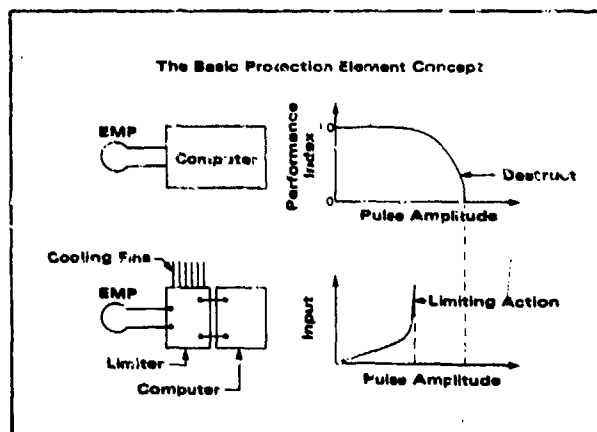 The Basic Protection Element Concept
EMP
Computer
Performance
Index
1 0
0
Destruct
Pulse Amplitude
Cooling Fins
EMP
Limiter
Computer
Input
Limiting Action
Pulse Amplitude